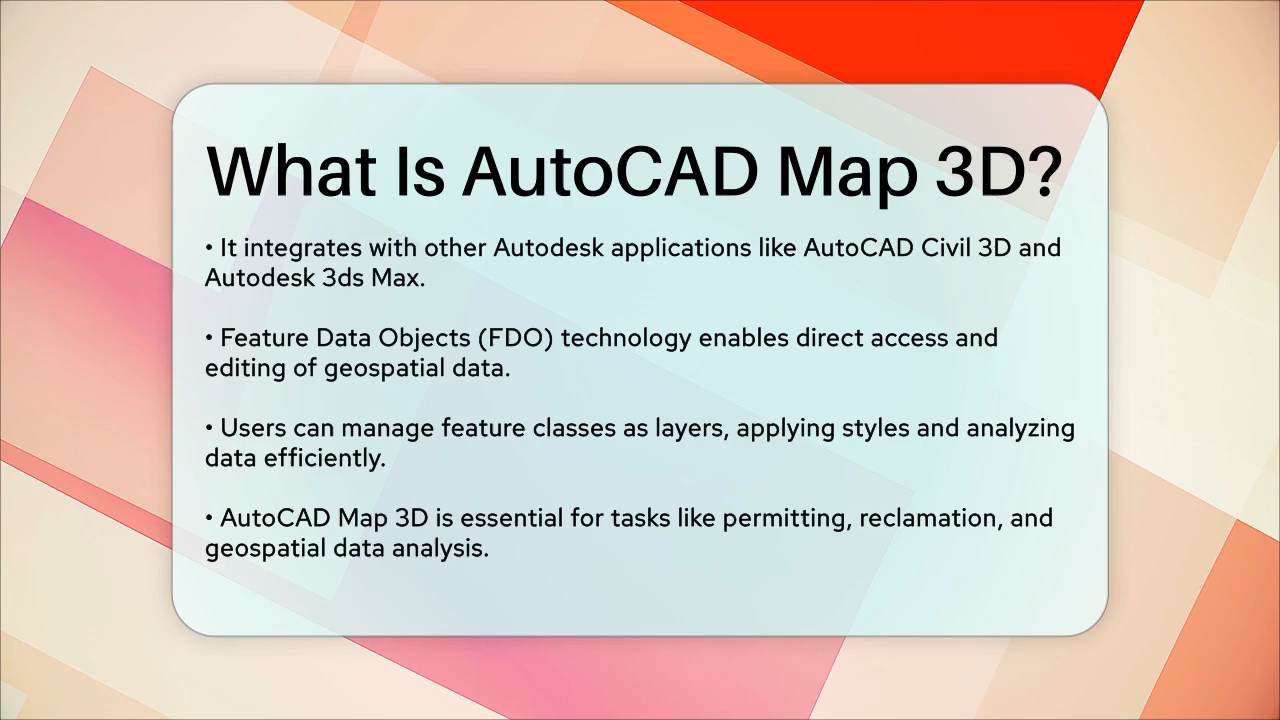 What Is AutoCAD Map 3D?
• It integrates with other Autodesk applications like AutoCAD Civil 3D and
Autodesk 3ds Max.
• Feature Data Objects (FDO) technology enables direct access and
editing of geospatial data.
• Users can manage feature classes as layers, applying styles and analyzing
data efficiently.
• AutoCAD Map 3D is essential for tasks like permitting, reclamation, and
geospatial data analysis.